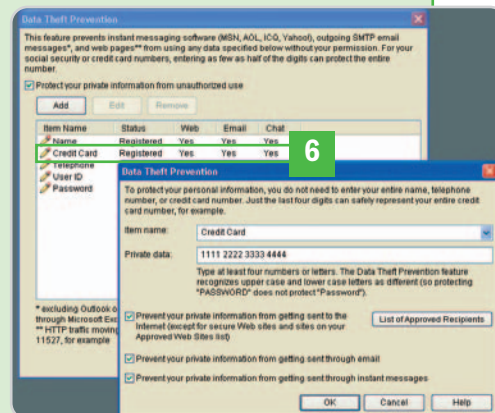 Data Theft Prevention
This feature prevents instant messaging software (MSN, AOL, ICQ, Yahoo!), outgoing SMTP email
messages*, and web pages** from using any data specified below without your permission. For your
social security or credit card numbers, entering as few as half of the digits can protect the entire
number.
Protect your private information from unauthorized use
Add Edit Remove
Item Name Status Web Email Chat
Name Registered Yes Yes Yes
Credit Card Registered Yes Yes Yes
Telephone
User ID
Password
* excluding Outlook
through Microsoft
** HTTP traffic moving
11527, for example
6
Data Theft Prevention
To protect your personal information, you do not need to enter your entire name, telephone
number, or credit card number. Just the last four digits can safely represent your entire credit
card number, for example.
Item name: Credit Card
Private data: 1111 2222 3333 4444
Type at least four numbers or letters. The Data Theft Prevention feature
recognizes upper case and lower case letters as different (so protecting
"PASSWORD" does not protect "Password").
Prevent your private information from getting sent to the
Internet (except for secure Web sites and sites on your
Approved Web Sites list)
List of Approved Recipients
Prevent your private information from getting sent through email
Prevent your private information from getting sent through instant messages
OK Cancel Help